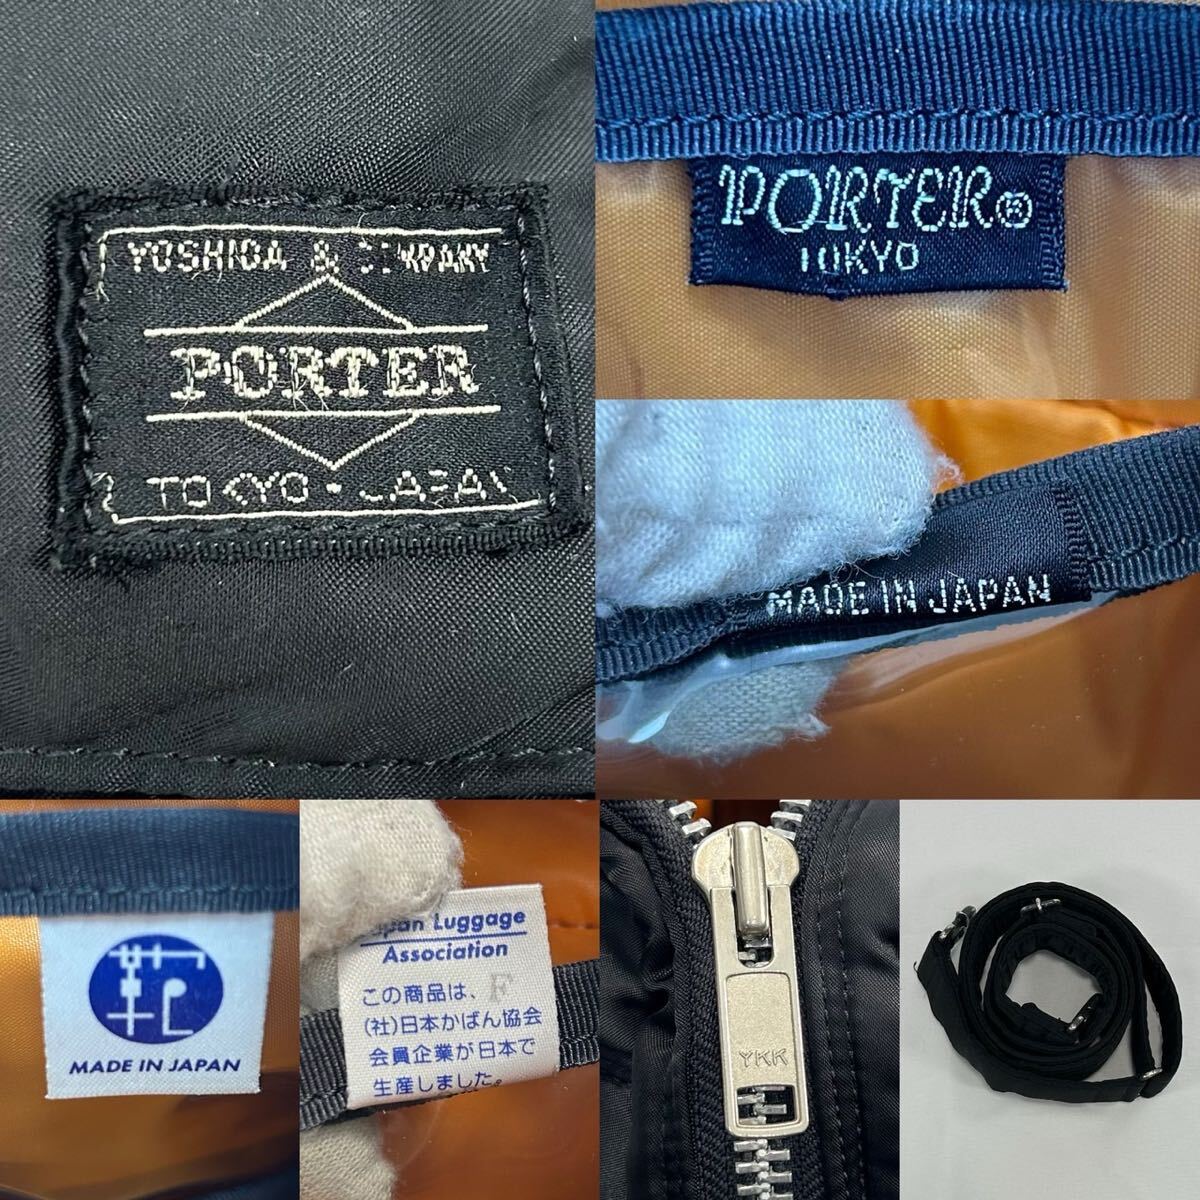 YOSHIDA & COMPANY
PORTER
TOKYO・JAPAN
PORTER®
TOKYO
MADE IN JAPAN
MADE IN JAPAN
Japan Luggage
Association
この商品は、F
(社)日本かばん協会
会員企業が日本で
生産しました。
YKK